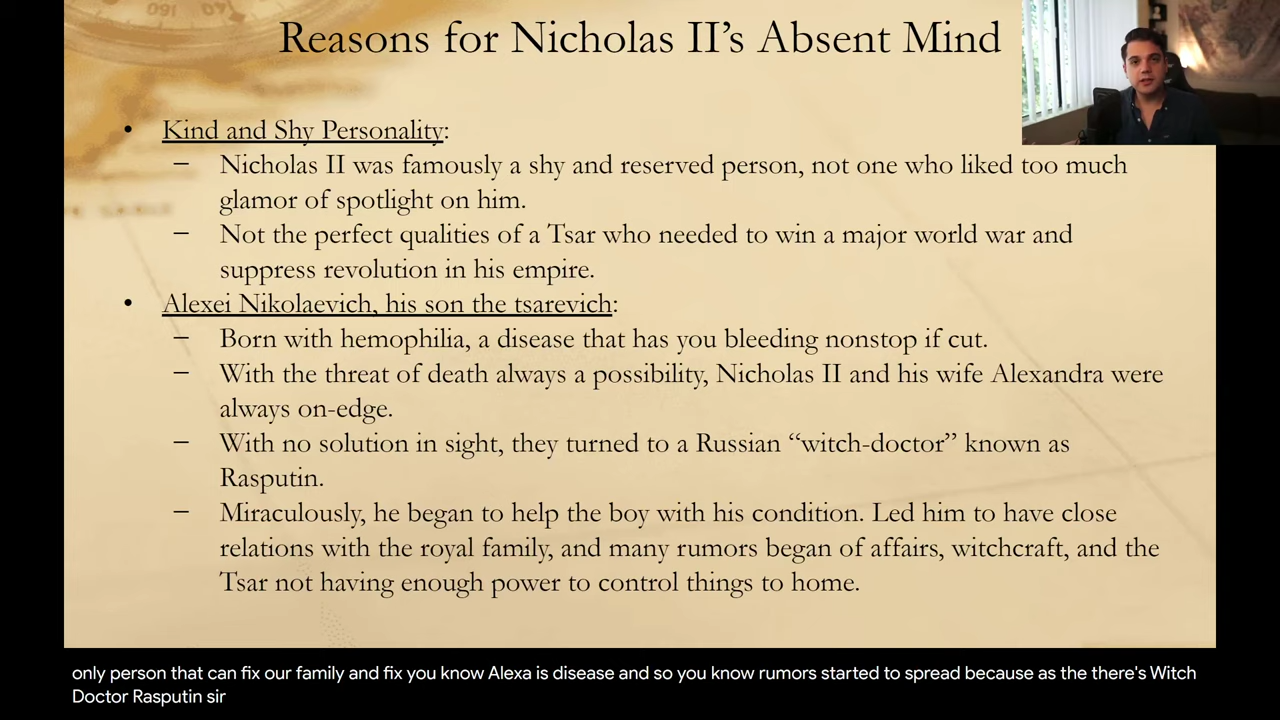 Reasons for Nicholas II's Absent Mind
• Kind and Shy Personality:
– Nicholas II was famously a shy and reserved person, not one who liked too much
glamor of spotlight on him.
– Not the perfect qualities of a Tsar who needed to win a major world war and
suppress revolution in his empire.
• Alexei Nikolaevich, his son the tsarevich:
– Born with hemophilia, a disease that has you bleeding nonstop if cut.
– With the threat of death always a possibility, Nicholas II and his wife Alexandra were
always on-edge.
– With no solution in sight, they turned to a Russian “witch-doctor” known as
Rasputin.
– Miraculously, he began to help the boy with his condition. Led him to have close
relations with the royal family, and many rumors began of affairs, witchcraft, and the
Tsar not having enough power to control things to home.
only person that can fix our family and fix you know Alexa is disease and so you know rumors started to spread because as the there's Witch
Doctor Rasputin sir